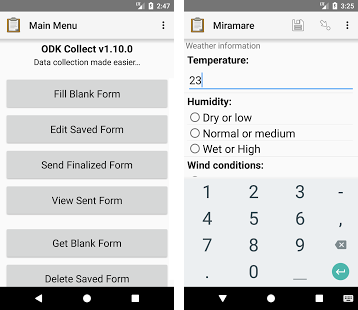 2:47
Main Menu
ODK Collect v1.10.0
Data collection made easier...
Fill Blank Form
Edit Saved Form
Send Finalized Form
View Sent Form
Get Blank Form
Delete Saved Form
3:25
Miramare
Weather information
Temperature:
23
Humidity:
Dry or low
Normal or medium
Wet or High
Wind conditions:
1 2 3 -
4 5 6 ,
7 8 9
. 0 _